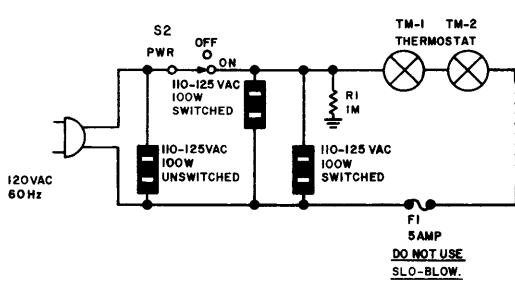 S2
PWR
OFF
ON
TM-1 TM-2
THERMOSTAT
110-125 VAC
100W
SWITCHED
R1
1M
110-125VAC
100W
UNSWITCHED
110-125 VAC
100W
SWITCHED
120VAC
60Hz
F1
5AMP
DO NOT USE
SLO-BLOW.